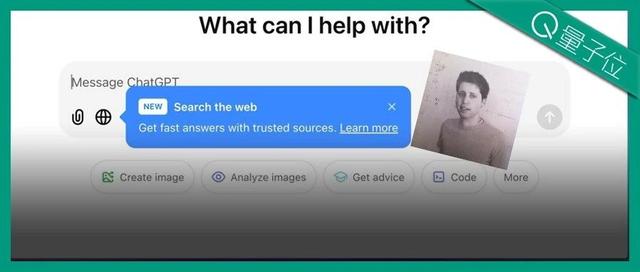 量子位
What can I help with?
Message ChatGPT
NEW Search the web
Get fast answers with trusted sources. Learn more
Create image
Analyze images
Get advice
Code
More